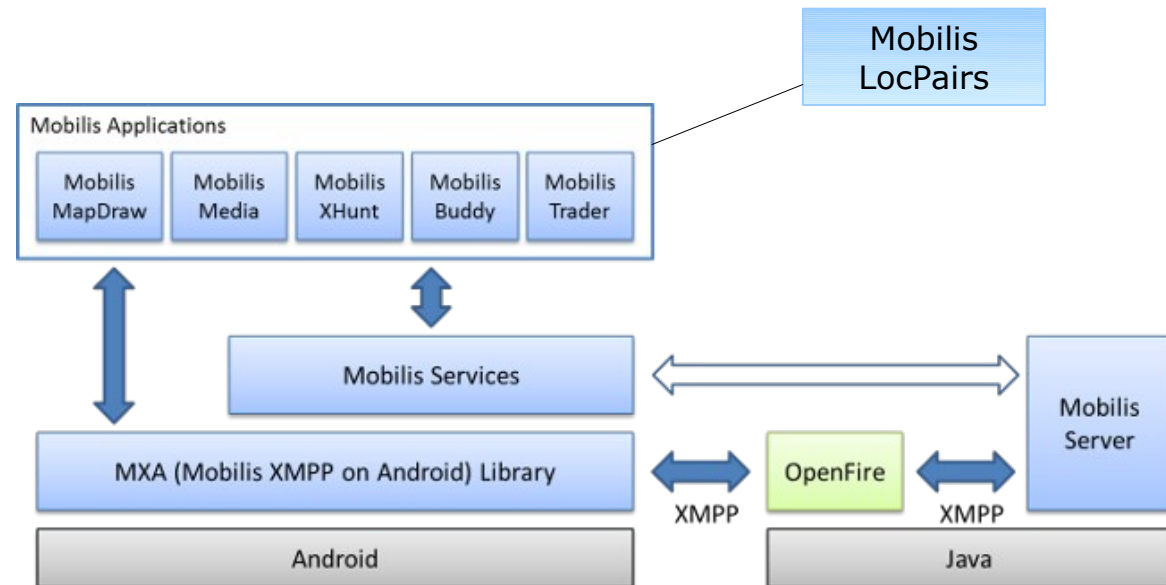 Mobilis
LocPairs
Mobilis Applications
Mobilis
MapDraw
Mobilis
Media
Mobilis
XHunt
Mobilis
Buddy
Mobilis
Trader
Mobilis Services
Mobilis
Server
MXA (Mobilis XMPP on Android) Library
OpenFire
XMPP
XMPP
Android
Java